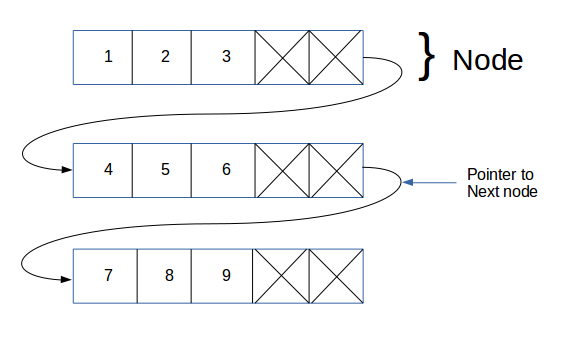 1 2 3
} Node
4 5 6
Pointer to
Next node
7 8 9